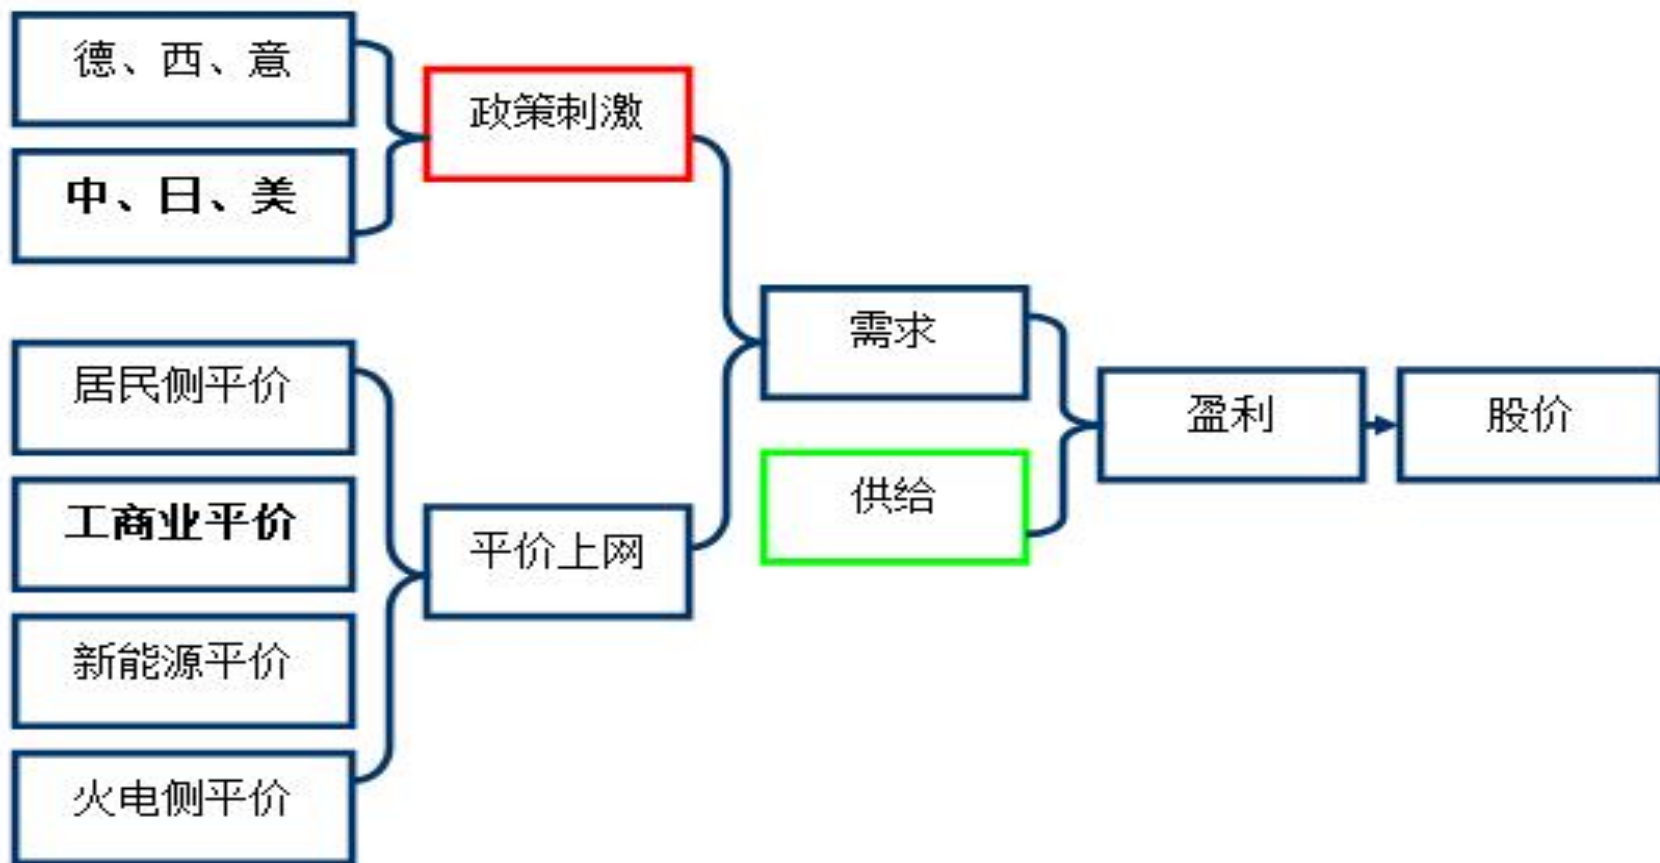 德、西、意
中、日、美
政策刺激
居民侧平价
工商业平价
新能源平价
火电侧平价
平价上网
需求
供给
盈利
股价